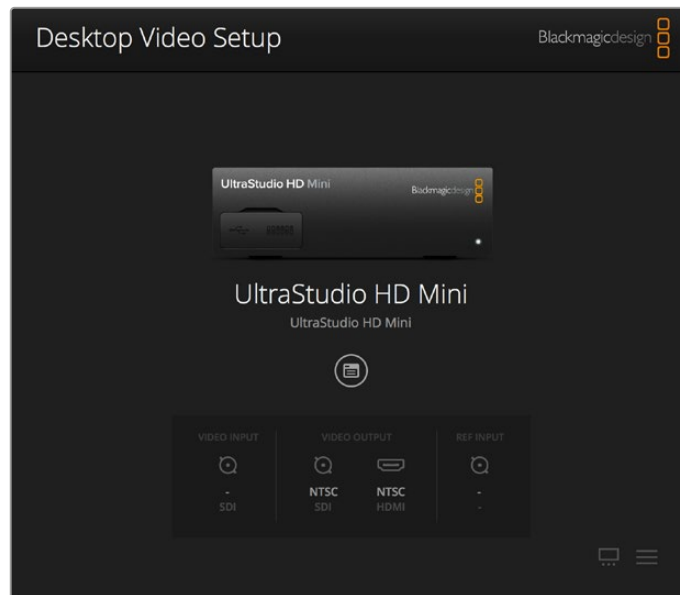 Desktop Video Setup
Blackmagicdesign
UltraStudio HD Mini
Blackmagicdesign
UltraStudio HD Mini
UltraStudio HD Mini
VIDEO INPUT
VIDEO OUTPUT
REF INPUT
-
NTSC
NTSC
-
SDI
SDI
HDMI
-